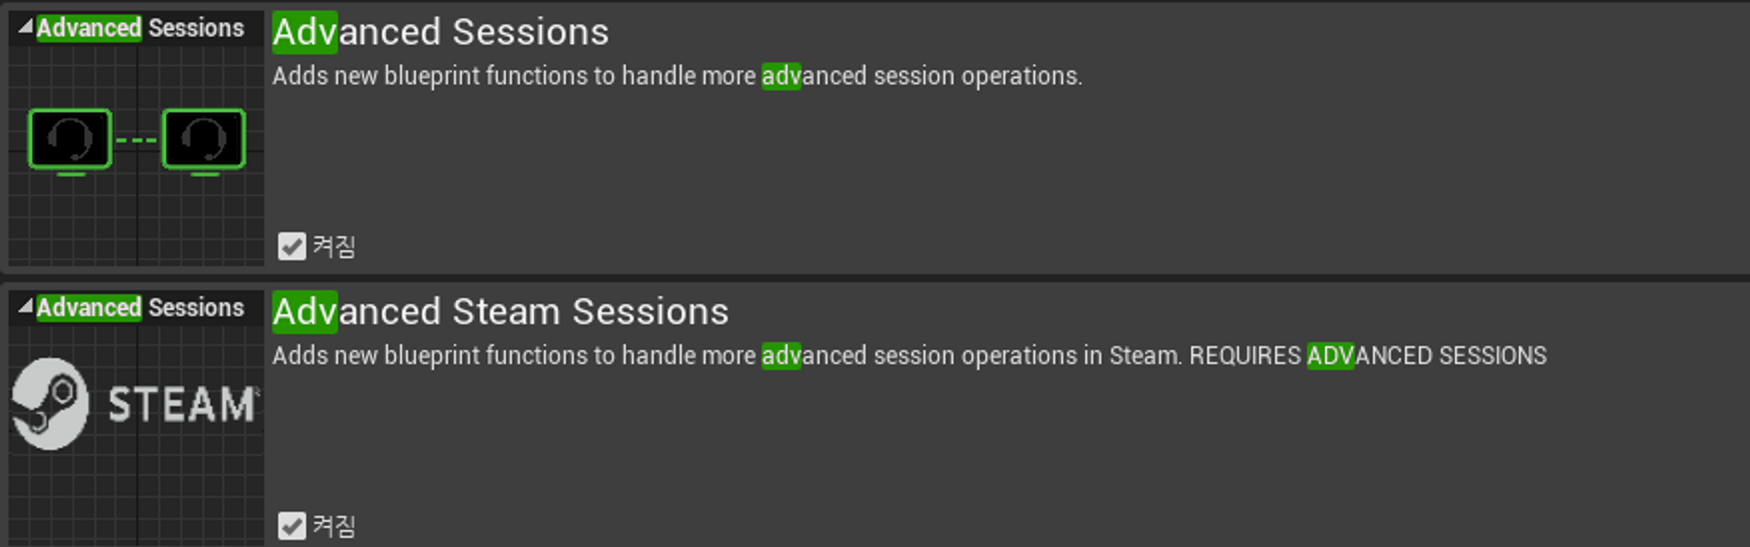 Advanced Sessions
Advanced Sessions
Adds new blueprint functions to handle more advanced session operations.
켜짐
Advanced Sessions
Advanced Steam Sessions
Adds new blueprint functions to handle more advanced session operations in Steam. REQUIRES ADVANCED SESSIONS
STEAM
켜짐